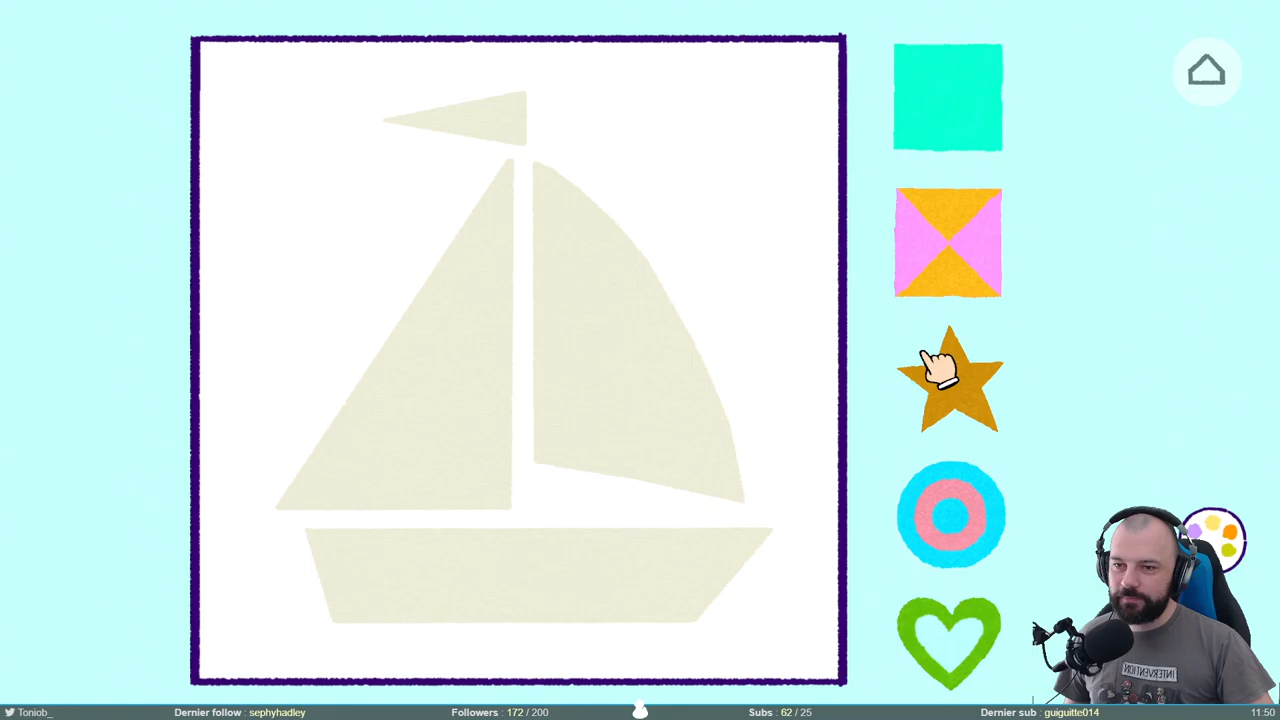 INTERVENTION
Toniob_
Dernier follow : sephyhadley
Followers : 172 / 200
Subs : 62 / 25
Dernier sub : guiguitte014
11:50